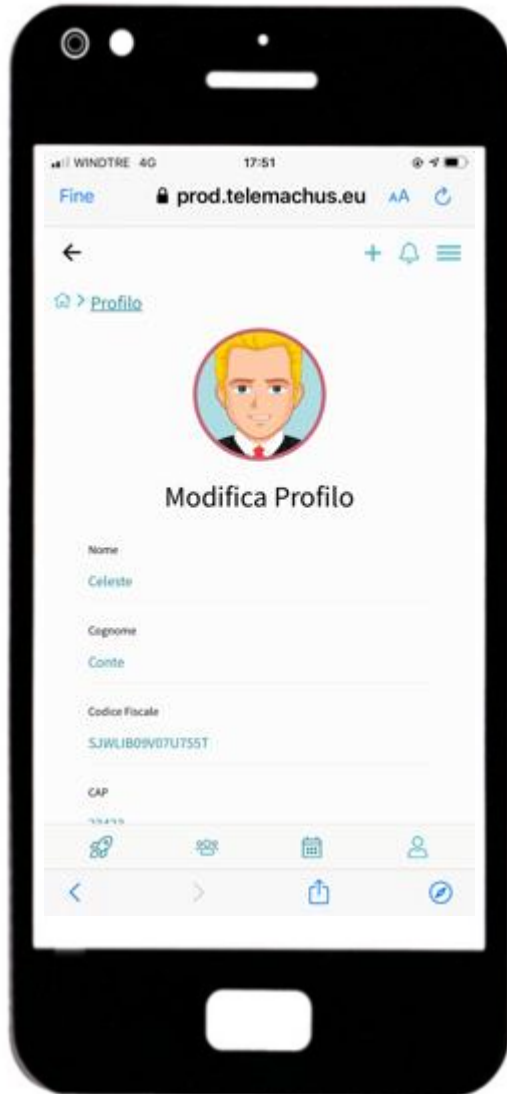 WINDTRE 4G 17:51
Fine prod.telemachus.eu AA
Profilo
Modifica Profilo
Nome
Celeste
Cognome
Conte
Codice Fiscale
SJWLIB09V07U755T
CAP